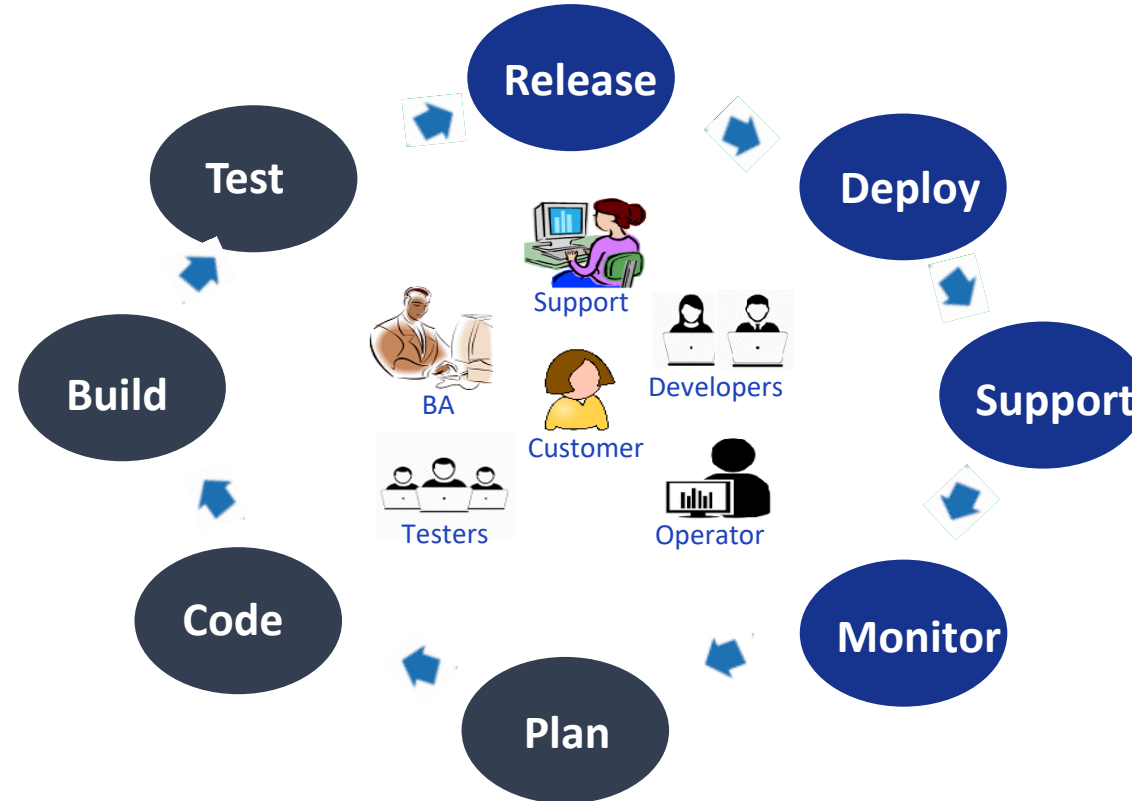 Release
Test
Deploy
Support
BA
Developers
Build
Support
Customer
Testers
Operator
Code
Monitor
Plan